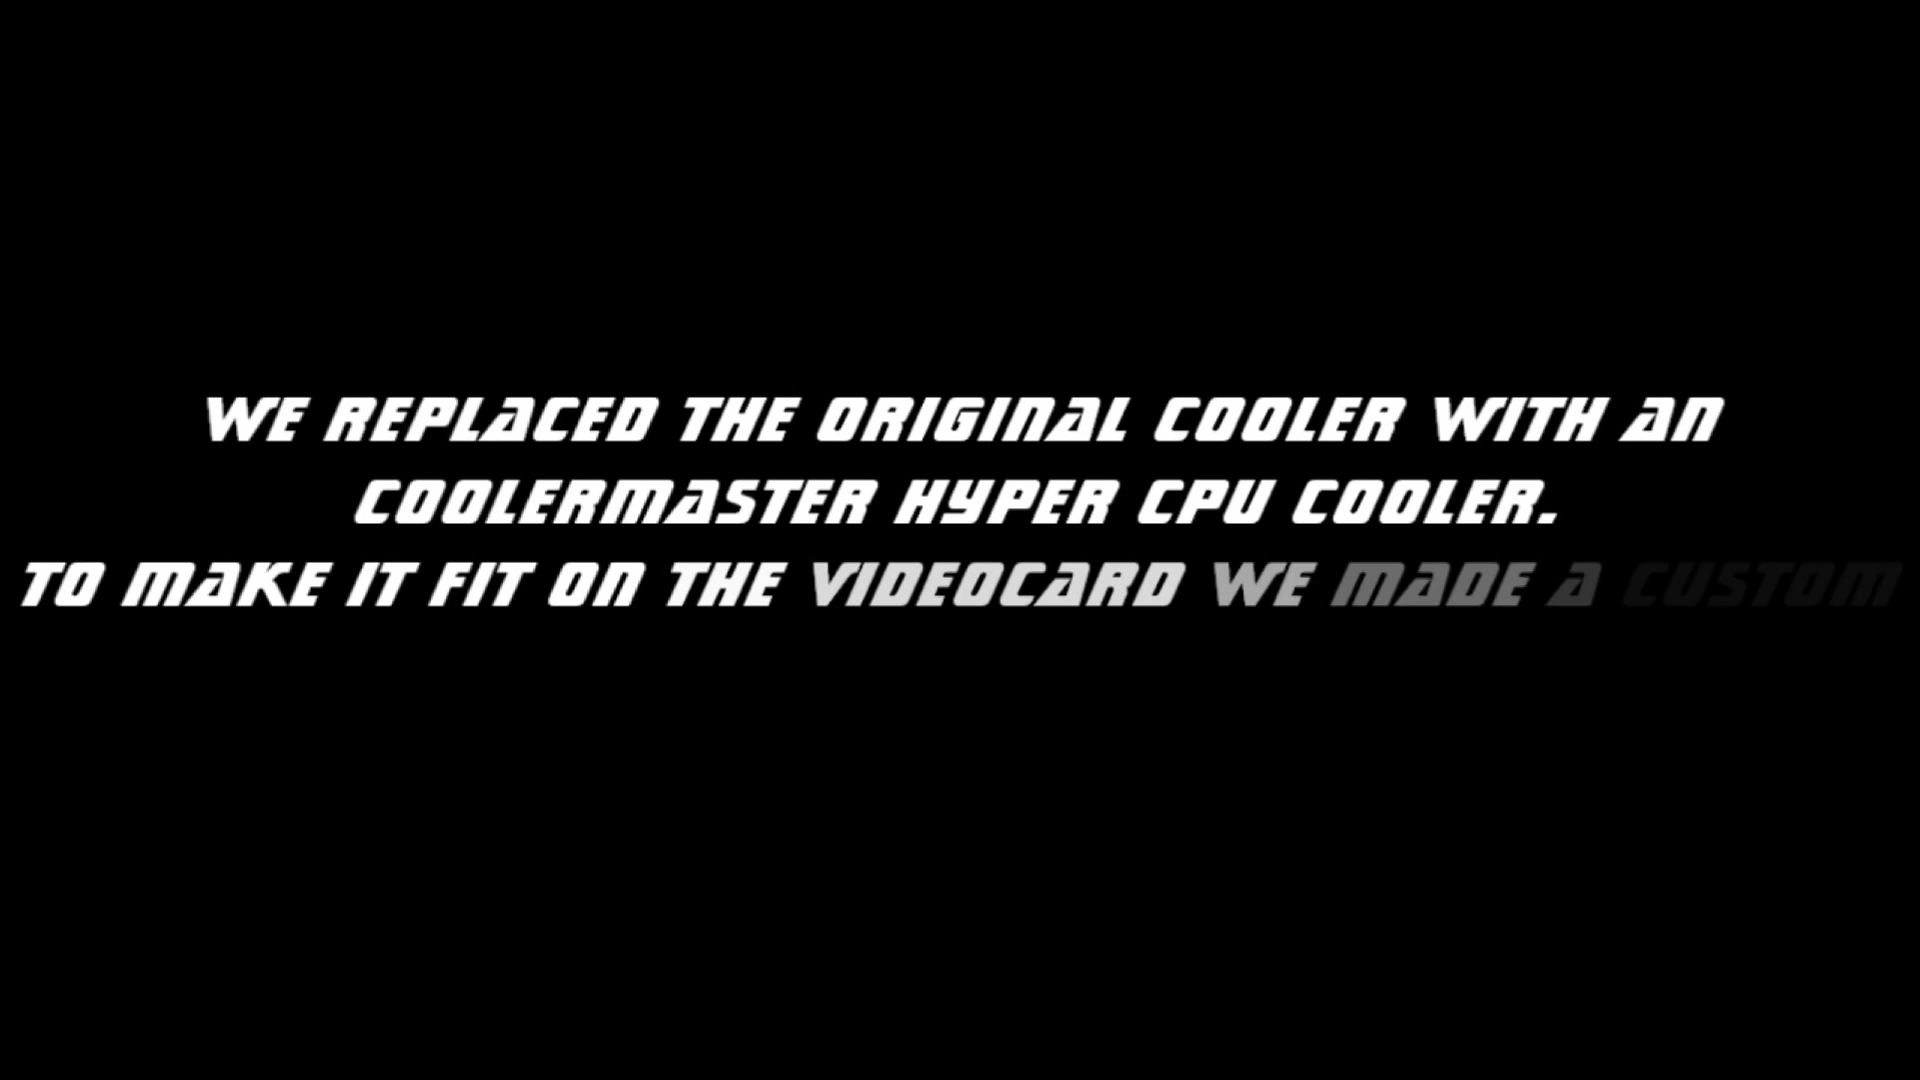 WE REPLACED THE ORIGINAL COOLER WITH AN
COOLERMASTER HYPER CPU COOLER.
TO MAKE IT FIT ON THE VIDEOCARD WE MADE A CUSTOM